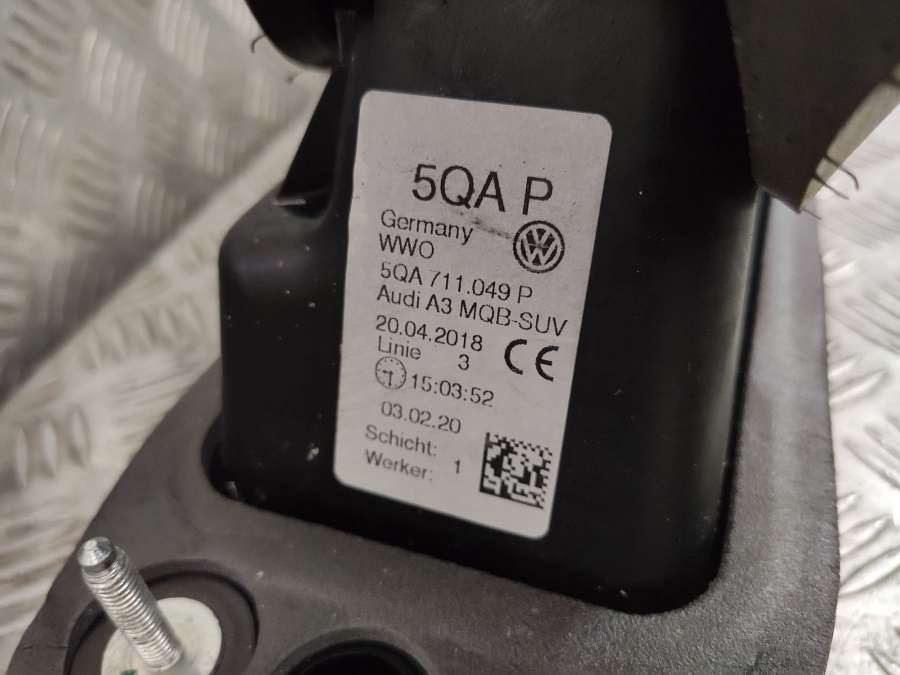 5QA P
Germany
WWO
5QA 711.049 P
Audi A3 MQB-SUV
20.04.2018
Linie 3
15:03:52
03.02.20
Schicht: 1
Werker: